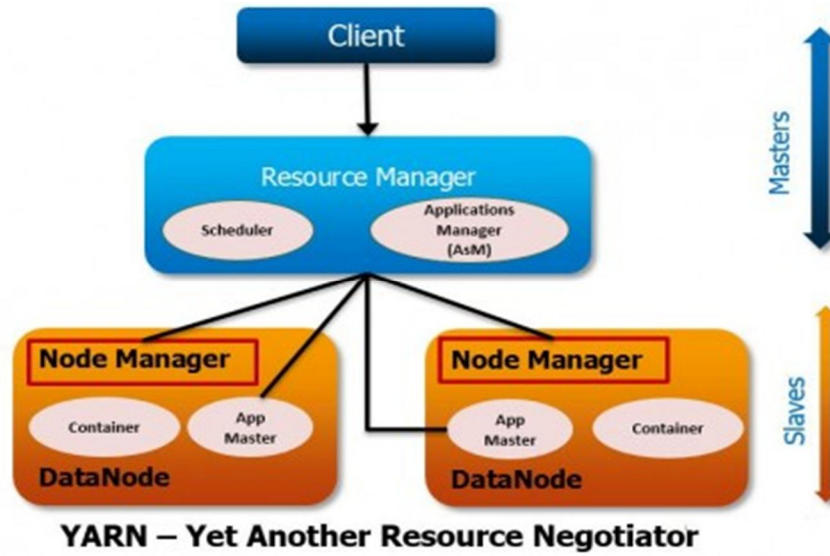 Client
Resource Manager
Scheduler
Applications
Manager
(AsM)
Masters
Node Manager
Container
App
Master
DataNode
Node Manager
App
Master
Container
DataNode
Slaves
YARN – Yet Another Resource Negotiator